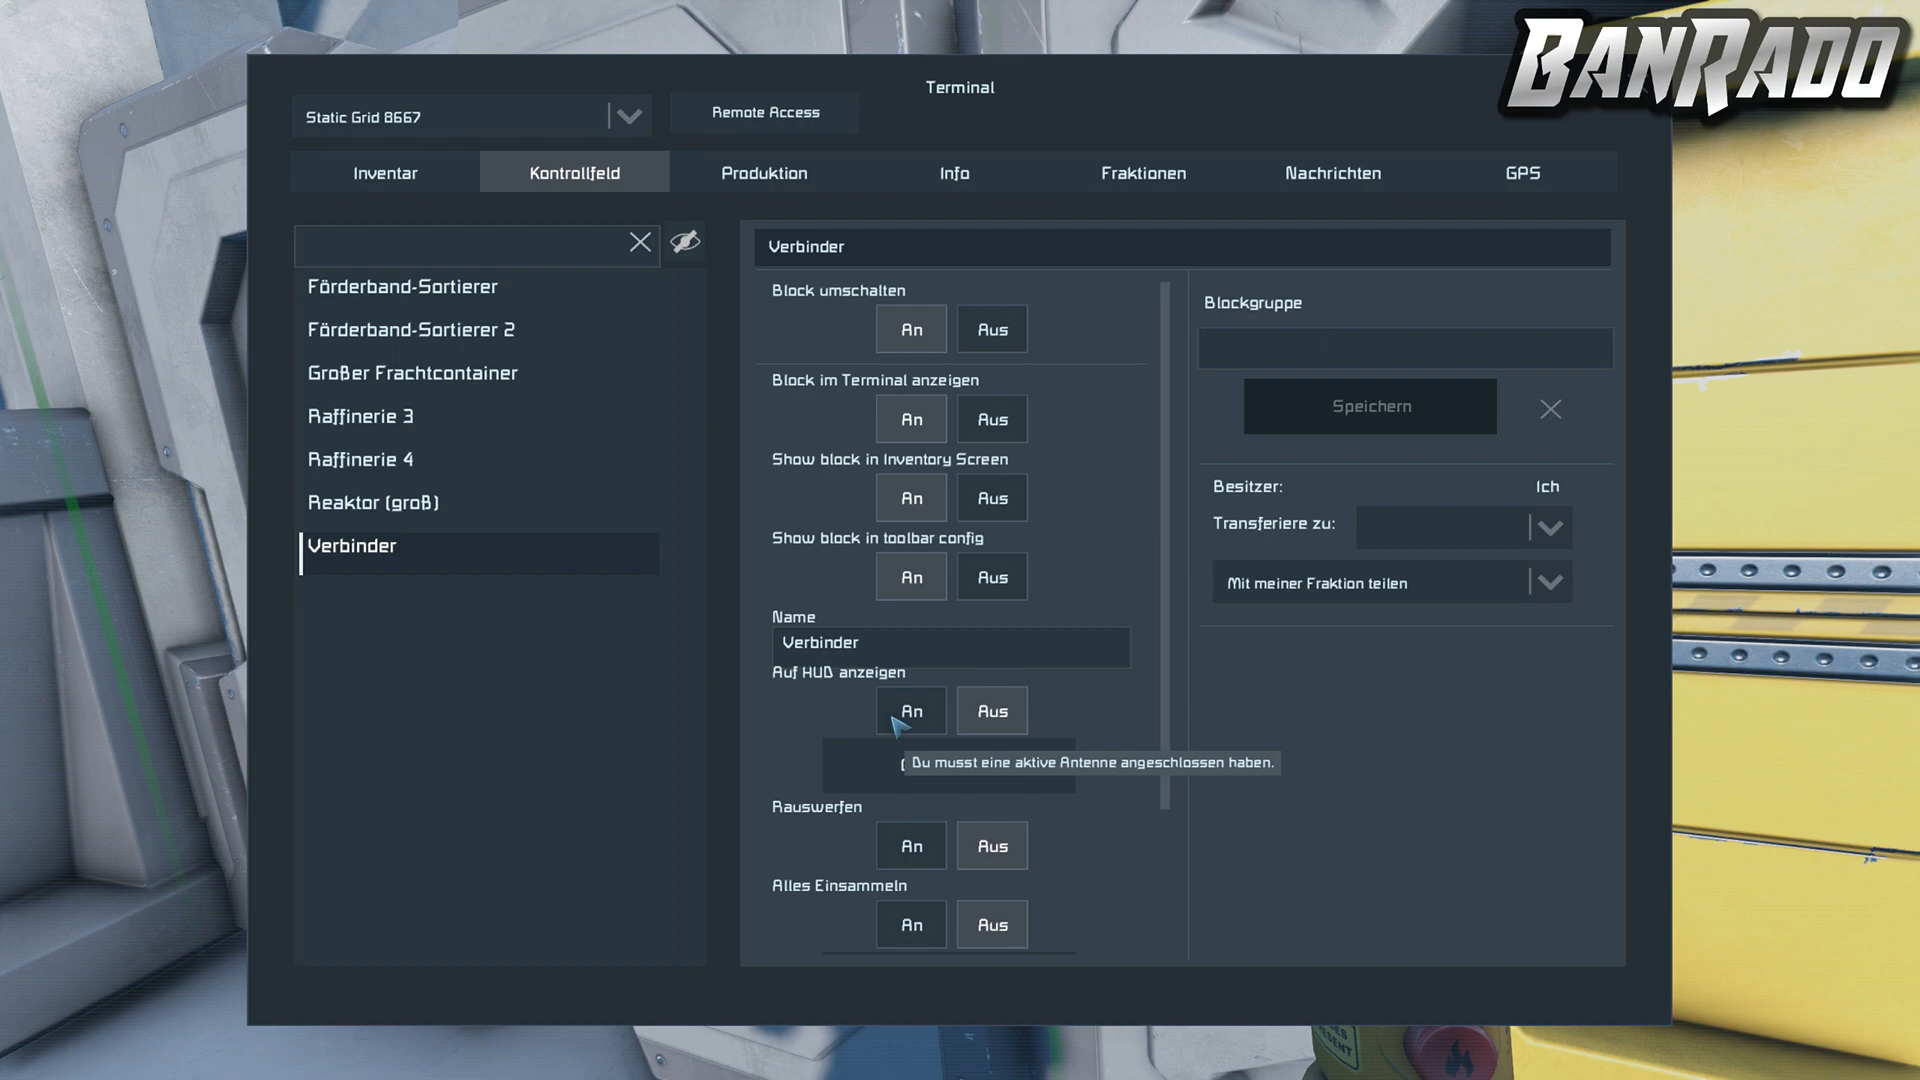 BANRADO
Terminal
Static Grid 8667
Remote Access
Inventar
Kontrollfeld
Produktion
Info
Fraktionen
Nachrichten
GPS
Förderband-Sortierer
Förderband-Sortierer 2
Großer Frachtcontainer
Raffinerie 3
Raffinerie 4
Reaktor (groß)
Verbinder
Verbinder
Block umschalten
An Aus
Block im Terminal anzeigen
An Aus
Show block in Inventory Screen
An Aus
Show block in toolbar config
An Aus
Name
Verbinder
Auf HUD anzeigen
An Aus
Du musst eine aktive Antenne angeschlossen haben.
Rauswerfen
An Aus
Alles Einsammeln
An Aus
Blockgruppe
Speichern
Besitzer: Ich
Transferiere zu:
Mit meiner Fraktion teilen